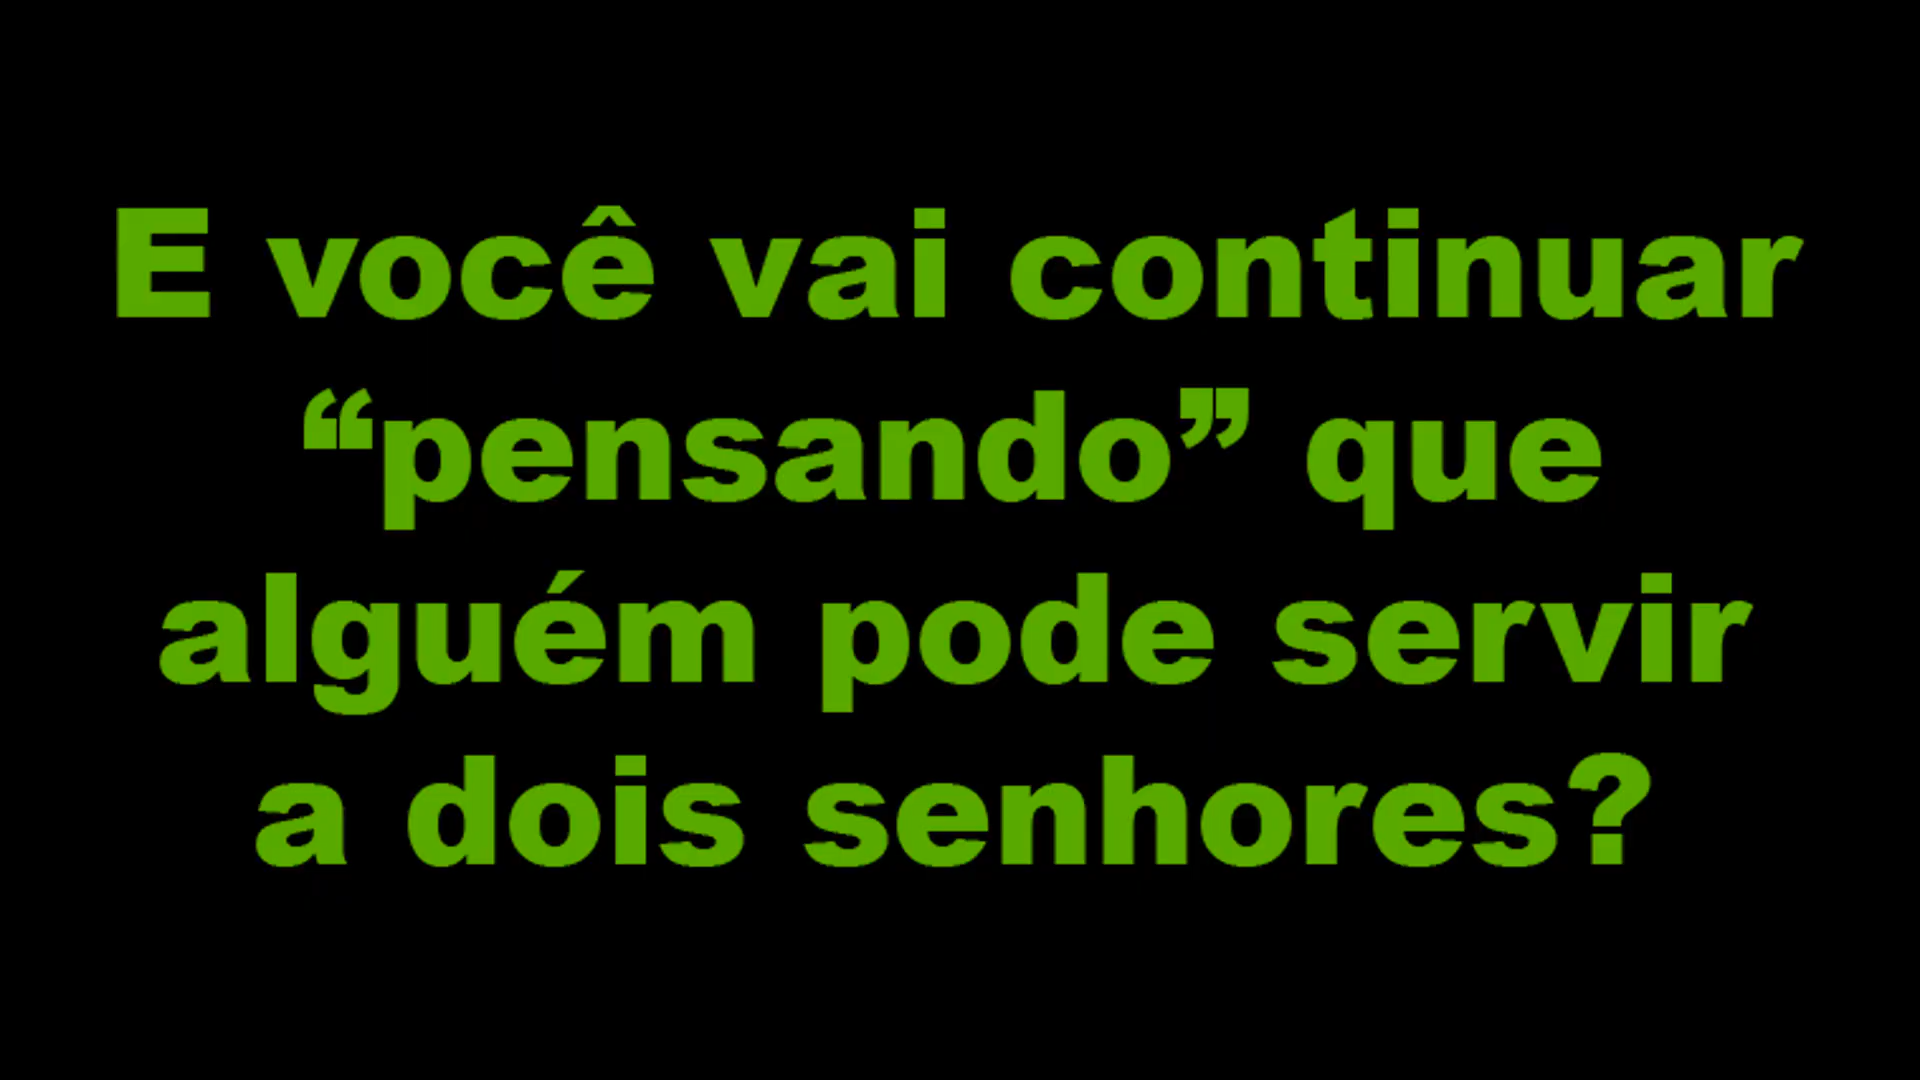 E você vai continuar
“pensando” que
alguém pode servir
a dois senhores?